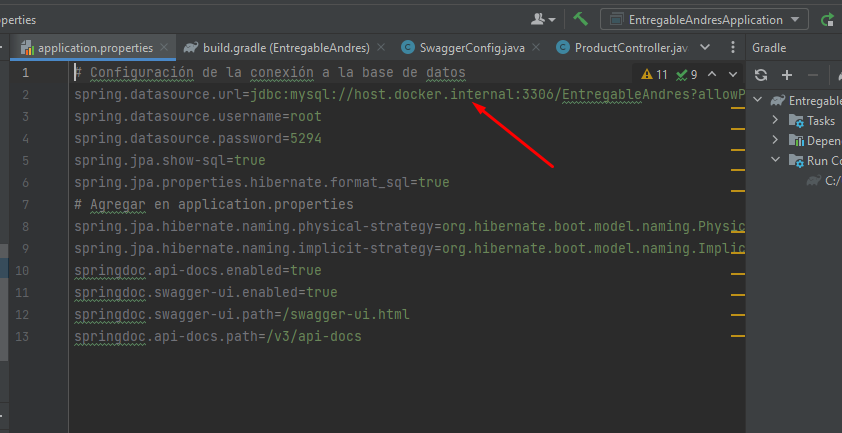 operties
EntregableAndresApplication
application.properties
build.gradle (EntregableAndres)
SwaggerConfig.java
ProductController.jav
Gradle
1 # Configuración de la conexión a la base de datos
11 9
2 spring.datasource.url=jdbc:mysql://host.docker.internal:3306/EntregableAndres?allowP
3 spring.datasource.username=root
4 spring.datasource.password=5294
5 spring.jpa.show-sql=true
6 spring.jpa.properties.hibernate.format_sql=true
7 # Agregar en application.properties
8 spring.jpa.hibernate.naming.physical-strategy=org.hibernate.boot.model.naming.Physic
9 spring.jpa.hibernate.naming.implicit-strategy=org.hibernate.boot.model.naming.Implic
10 springdoc.api-docs.enabled=true
11 springdoc.swagger-ui.enabled=true
12 springdoc.swagger-ui.path=/swagger-ui.html
13 springdoc.api-docs.path=/v3/api-docs
Entregable
Tasks
Depen
Run Co
C:/